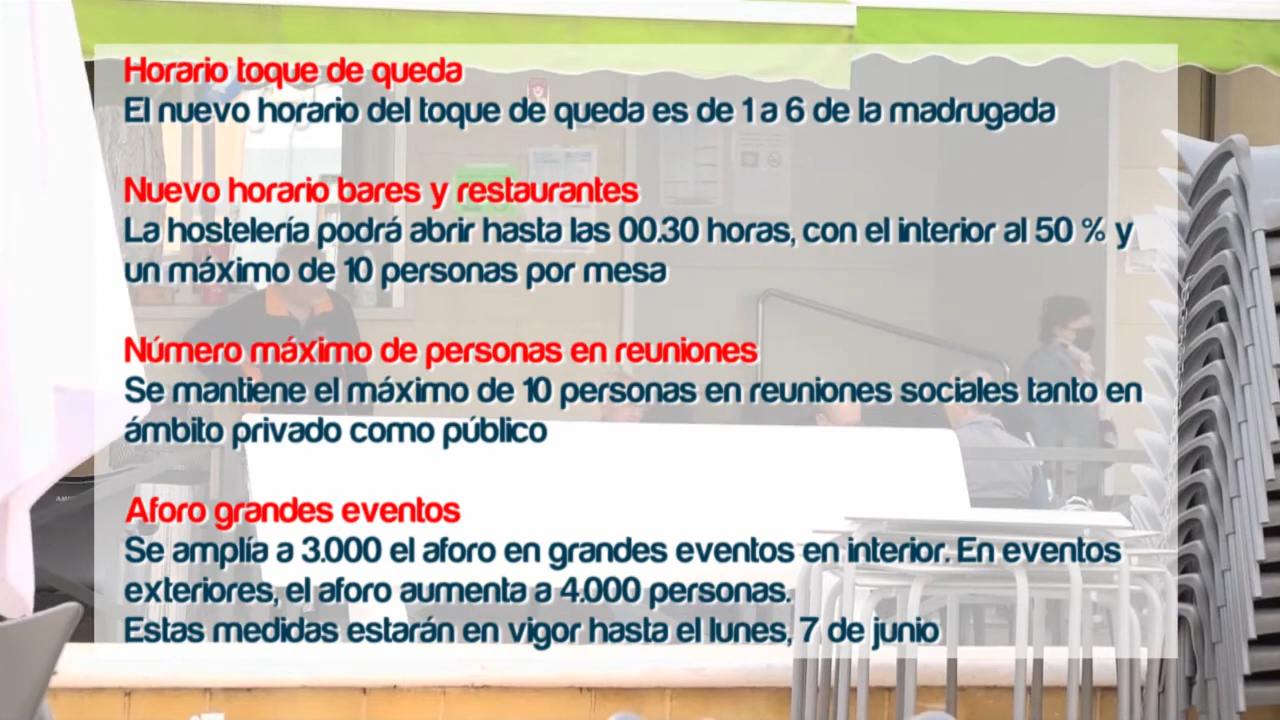 Horario toque de queda
El nuevo horario del toque de queda es de 1 a 6 de la madrugada
Nuevo horario bares y restaurantes
La hostelería podrá abrir hasta las 00.30 horas, con el interior al 50 % y
un máximo de 10 personas por mesa
Número máximo de personas en reuniones
Se mantiene el máximo de 10 personas en reuniones sociales tanto en
ámbito privado como público
Aforo grandes eventos
Se amplía a 3.000 el aforo en grandes eventos en interior. En eventos
exteriores, el aforo aumenta a 4.000 personas.
Estas medidas estarán en vigor hasta el lunes, 7 de junio